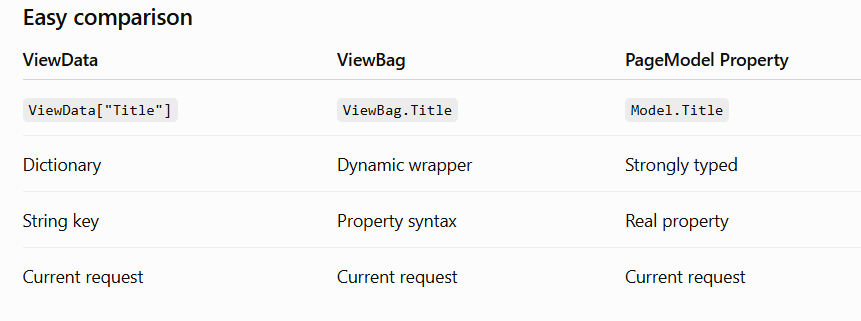 Easy comparison
ViewData ViewBag PageModel Property
ViewData["Title"] ViewBag.Title Model.Title
Dictionary Dynamic wrapper Strongly typed
String key Property syntax Real property
Current request Current request Current request